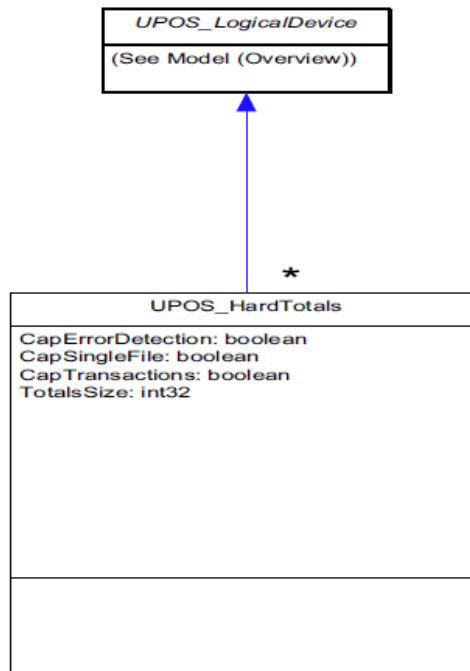 UPOS_LogicalDevice
(See Model (Overview))
*
UPOS_HardTotals
CapErrorDetection: boolean
CapSingleFile: boolean
CapTransactions: boolean
TotalsSize: int32